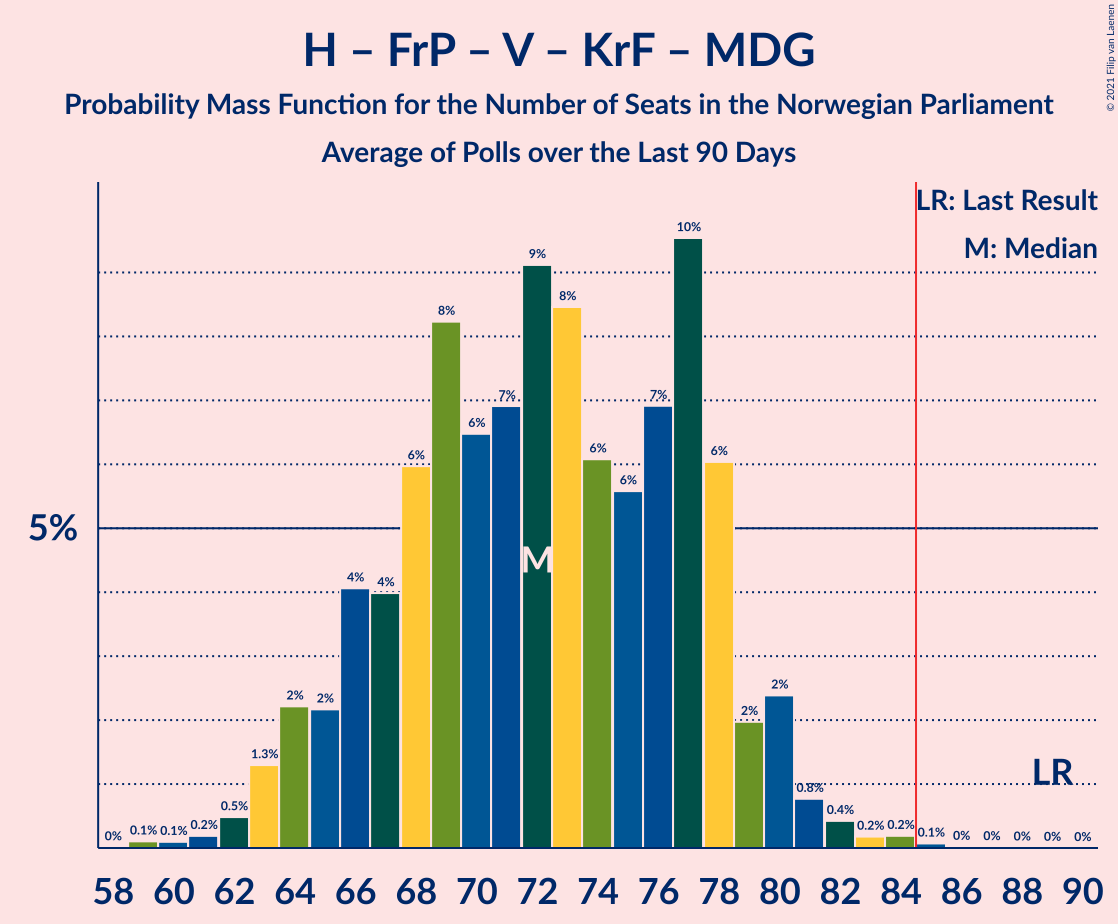 H – FrP – V – KrF – MDG
Probability Mass Function for the Number of Seats in the Norwegian Parliament
Average of Polls over the Last 90 Days
© 2021 Filip van Laenen
LR: Last Result
M: Median
5%
0% 0.1% 0.1% 0.2% 0.5% 1.3% 2% 2% 4% 4% 6% 8% 6% 7% 9% 8% 6% 6% 7% 10% 6% 2% 2% 0.8% 0.4% 0.2% 0.2% 0.1% 0% 0% 0% 0% 0%
M
LR
58 60 62 64 66 68 70 72 74 76 78 80 82 84 86 88 90